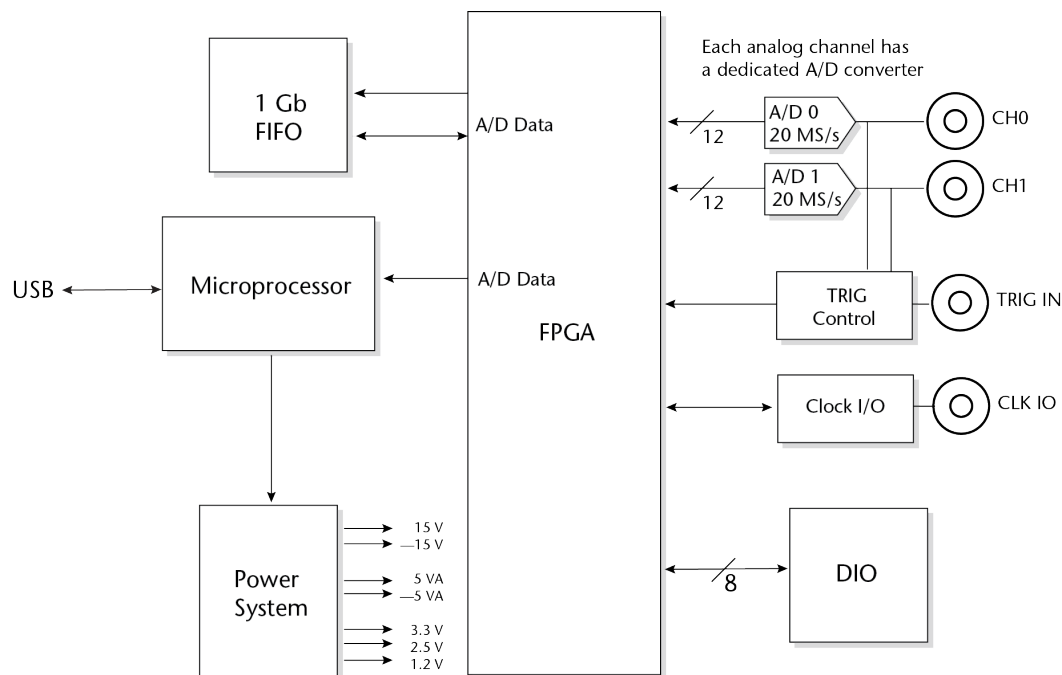 Each analog channel has
a dedicated A/D converter
1 Gb
FIFO
A/D Data
12
A/D 0
20 MS/s
CH0
12
A/D 1
20 MS/s
CH1
USB
Microprocessor
A/D Data
FPGA
TRIG
Control
TRIG IN
Clock I/O
CLK IO
Power
System
15 V
—15 V
5 VA
—5 VA
3.3 V
2.5 V
1.2 V
8
DIO